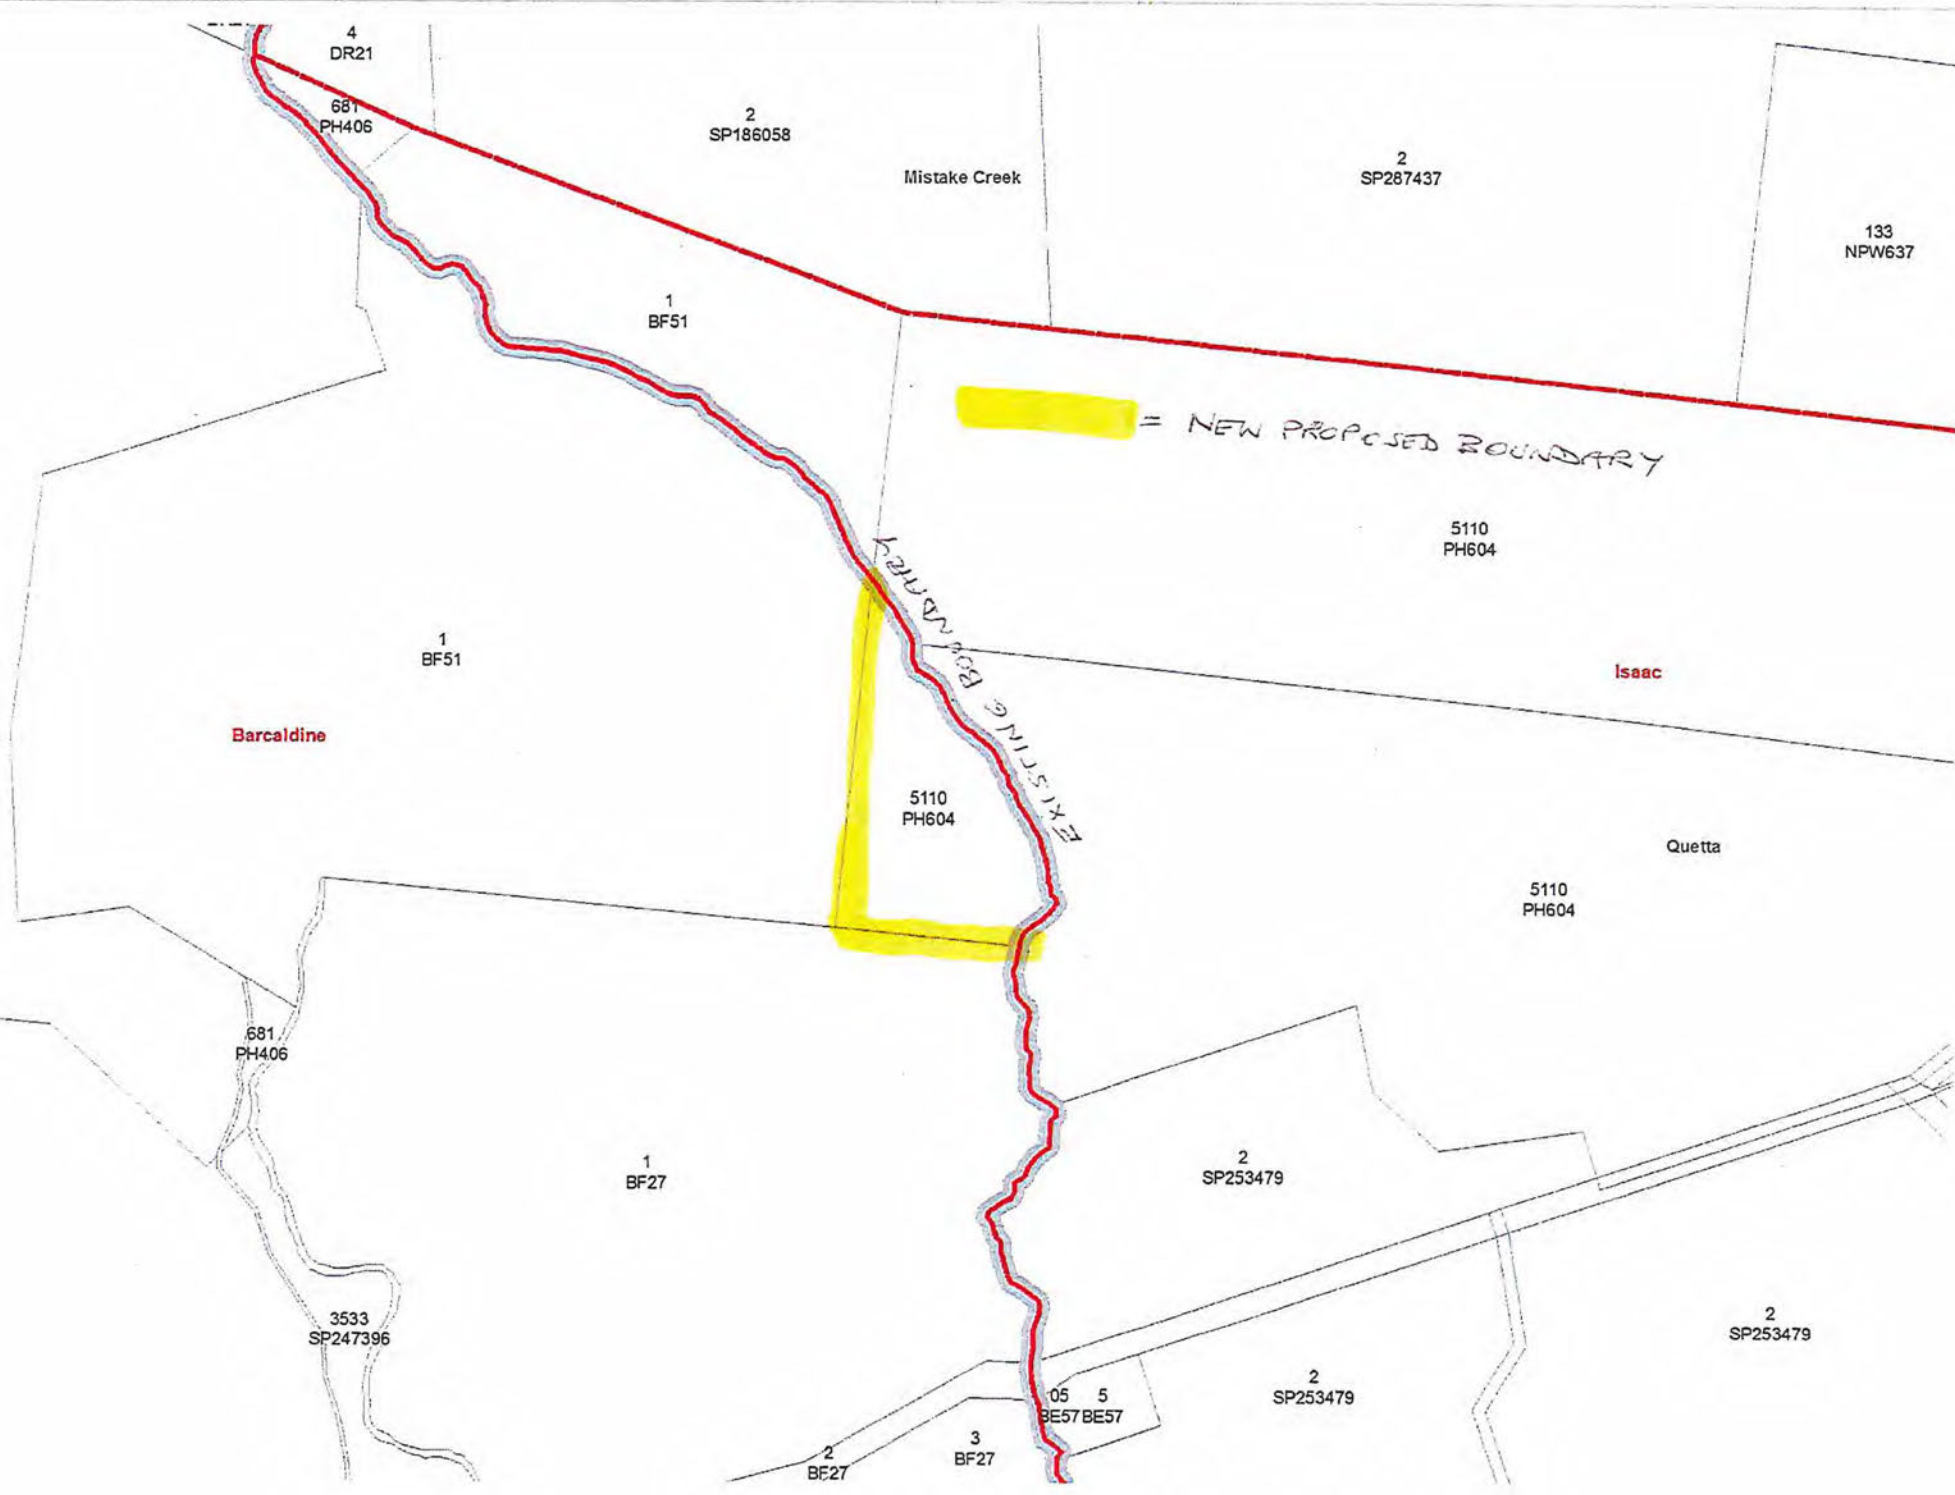 4
DR21
681
PH406
2
SP186058
Mistake Creek
2
SP287437
133
NPW637
1
BF51
= NEW PROPOSED BOUNDARY
5110
PH604
EXISTING BOUNDARY
1
BF51
Isaac
Barcaldine
5110
PH604
Quetta
5110
PH604
681
PH406
1
BF27
2
SP253479
3533
SP247396
2
SP253479
2
SP253479
05
BE57
5
BE57
3
BF27
2
BF27